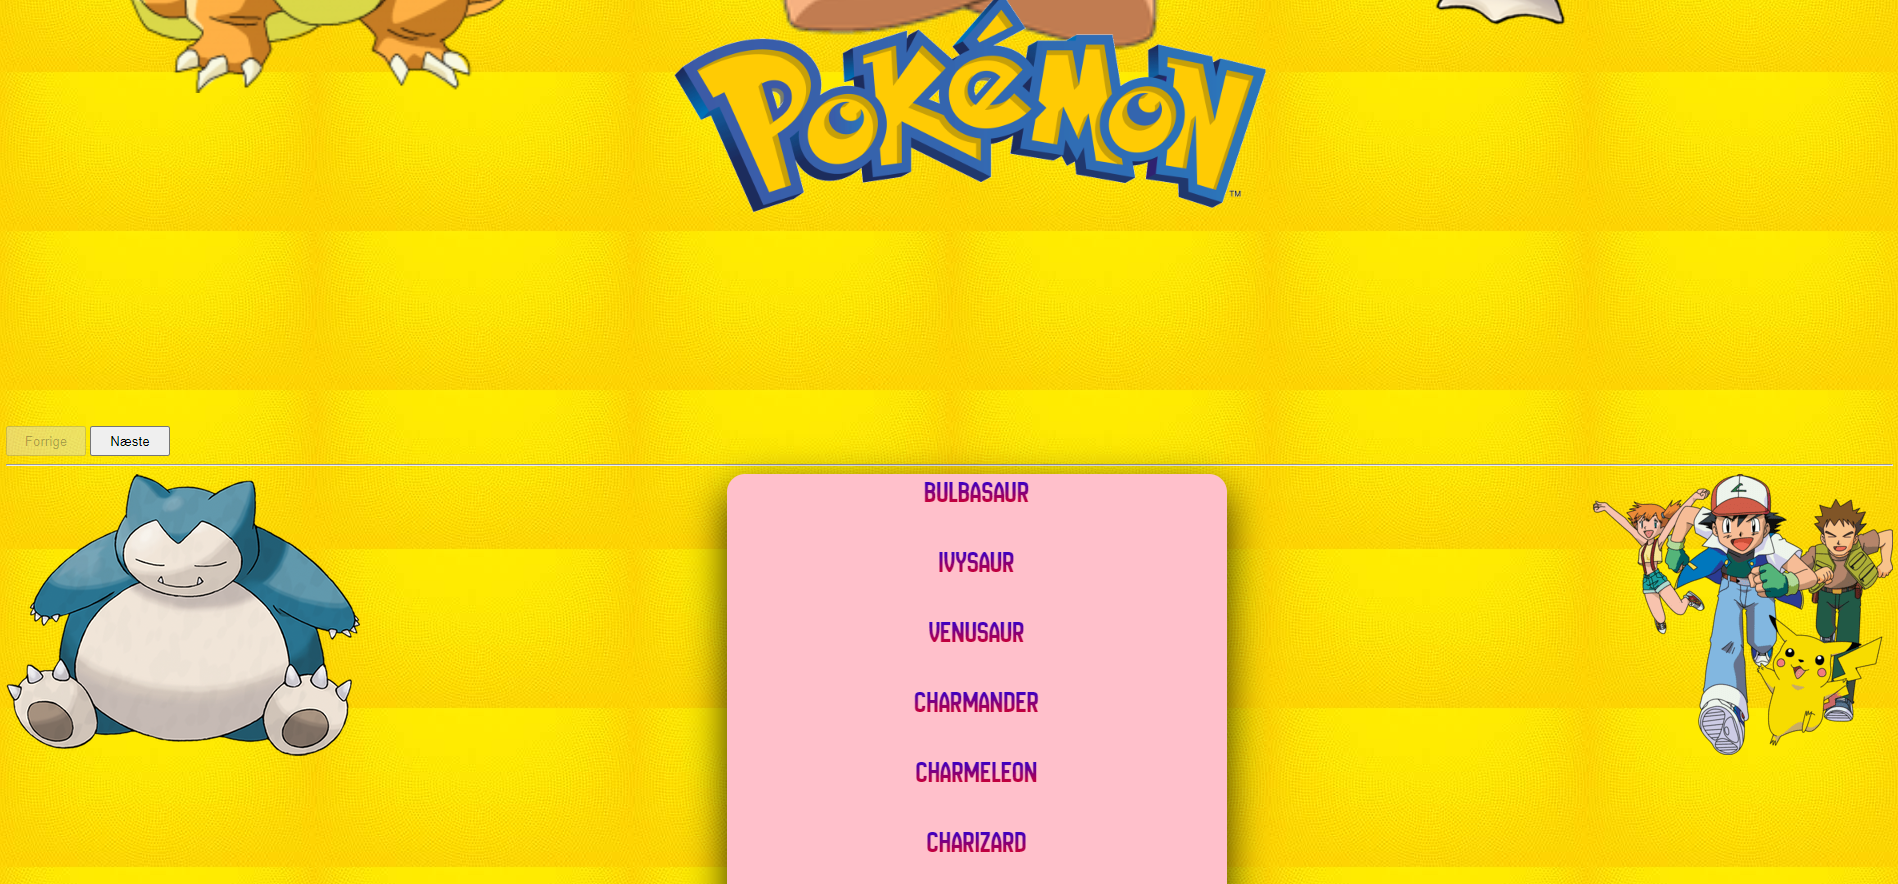 POKéMON
TM
Forrige
Næste
BULBASAUR
IVYSAUR
VENUSAUR
CHARMANDER
CHARMELEON
CHARIZARD